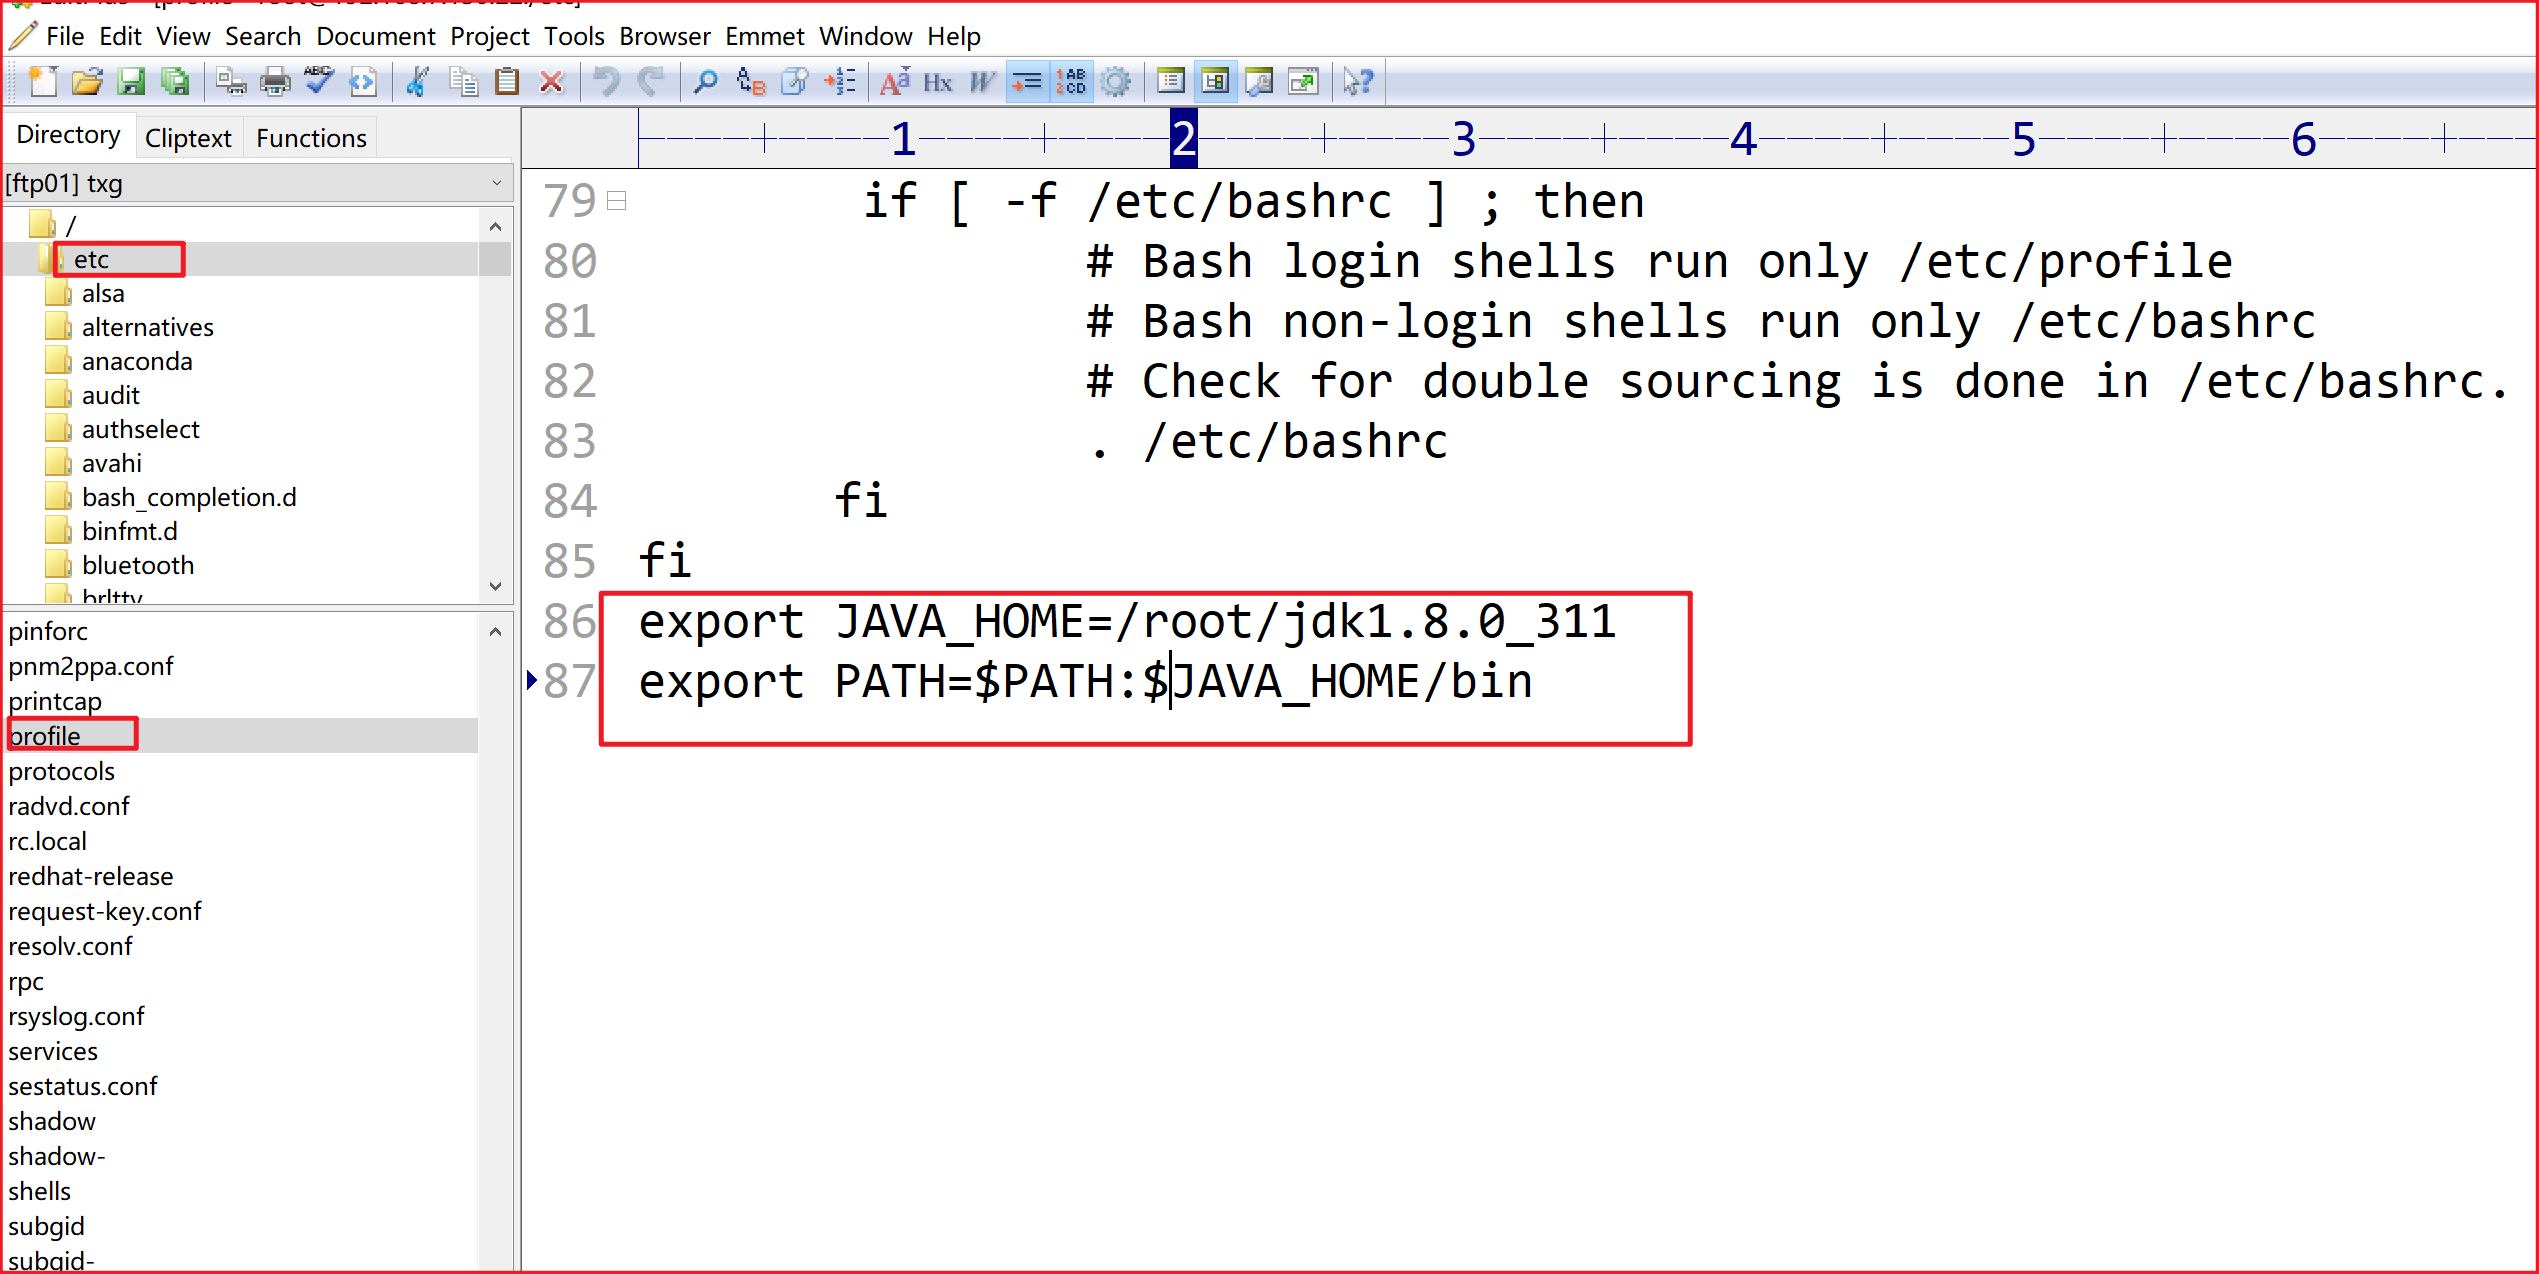 File Edit View Search Document Project Tools Browser Emmet Window Help
Directory Cliptext Functions
[ftp01] txg
/
etc
alsa
alternatives
anaconda
audit
authselect
avahi
bash_completion.d
binfmt.d
bluetooth
brltty
pinforc
pnm2ppa.conf
printcap
profile
protocols
radvd.conf
rc.local
redhat-release
request-key.conf
resolv.conf
rpc
rsyslog.conf
services
sestatus.conf
shadow
shadow-
shells
subgid
subgid-
1 2 3 4 5 6
79 if [ -f /etc/bashrc ] ; then
80 # Bash login shells run only /etc/profile
81 # Bash non-login shells run only /etc/bashrc
82 # Check for double sourcing is done in /etc/bashrc.
83 . /etc/bashrc
84 fi
85 fi
86 export JAVA_HOME=/root/jdk1.8.0_311
87 export PATH=$PATH:$JAVA_HOME/bin